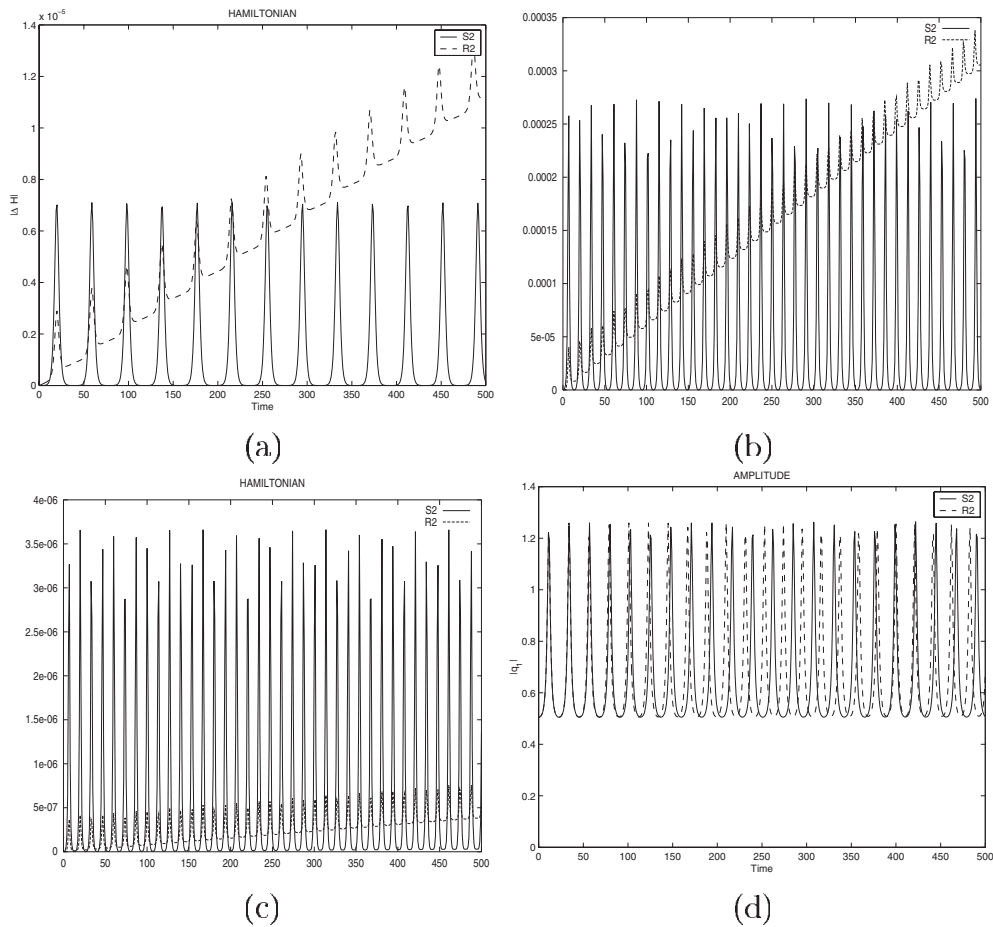 HAMILTONIAN
x 10⁻⁵
S2
R2
1.4
1.2
1
0.8
0.6
0.4
0.2
0
|Δ H|
0 50 100 150 200 250 300 350 400 450 500
Time
(a)
S2
R2
0.00035
0.0003
0.00025
0.0002
0.00015
0.0001
5e-05
0
0 50 100 150 200 250 300 350 400 450 500
(b)
HAMILTONIAN
S2
R2
4e-06
3.5e-06
3e-06
2.5e-06
2e-06
1.5e-06
1e-06
5e-07
0
0 50 100 150 200 250 300 350 400 450 500
(c)
AMPLITUDE
S2
R2
1.4
1.2
1
0.8
0.6
0.4
0.2
0
|q₁|
0 50 100 150 200 250 300 350 400 450 500
Time
(d)